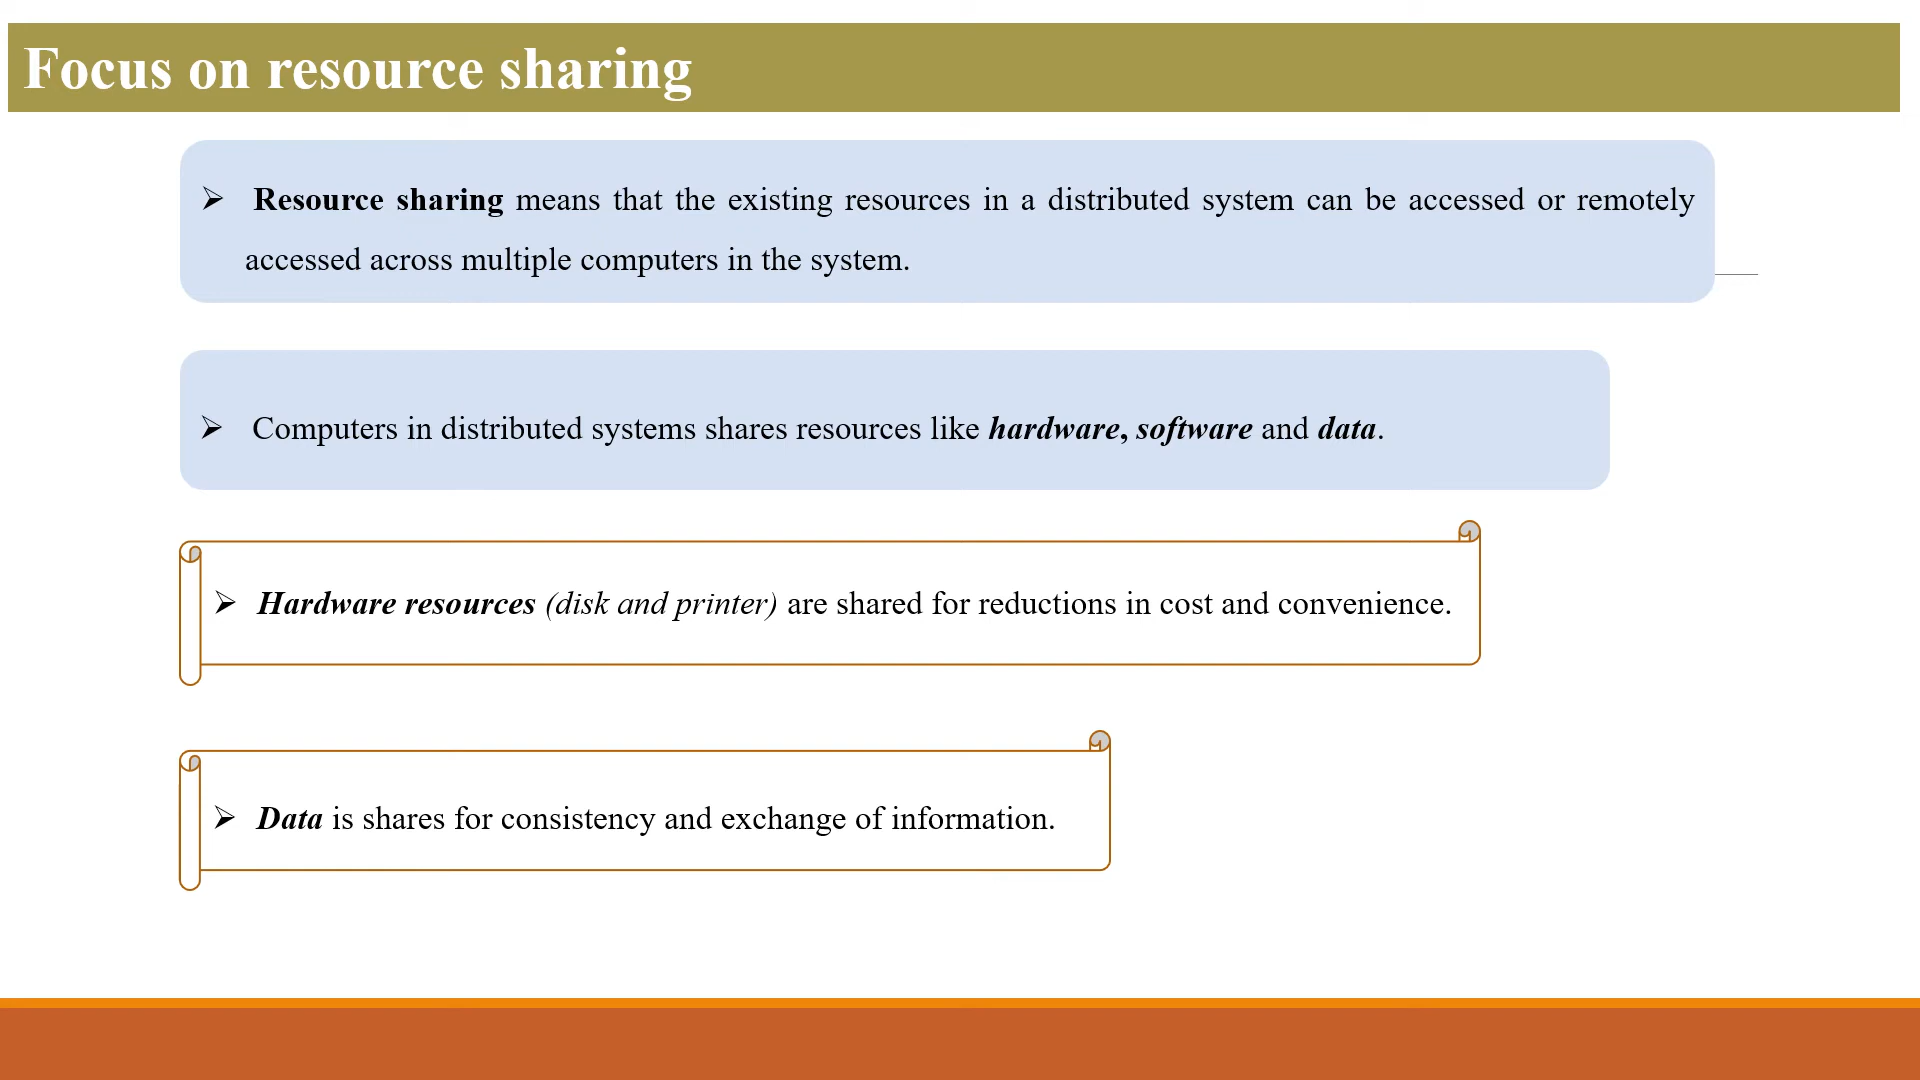 Focus on resource sharing
➢ Resource sharing means that the existing resources in a distributed system can be accessed or remotely
accessed across multiple computers in the system.
➢ Computers in distributed systems shares resources like hardware, software and data.
➢ Hardware resources (disk and printer) are shared for reductions in cost and convenience.
➢ Data is shares for consistency and exchange of information.